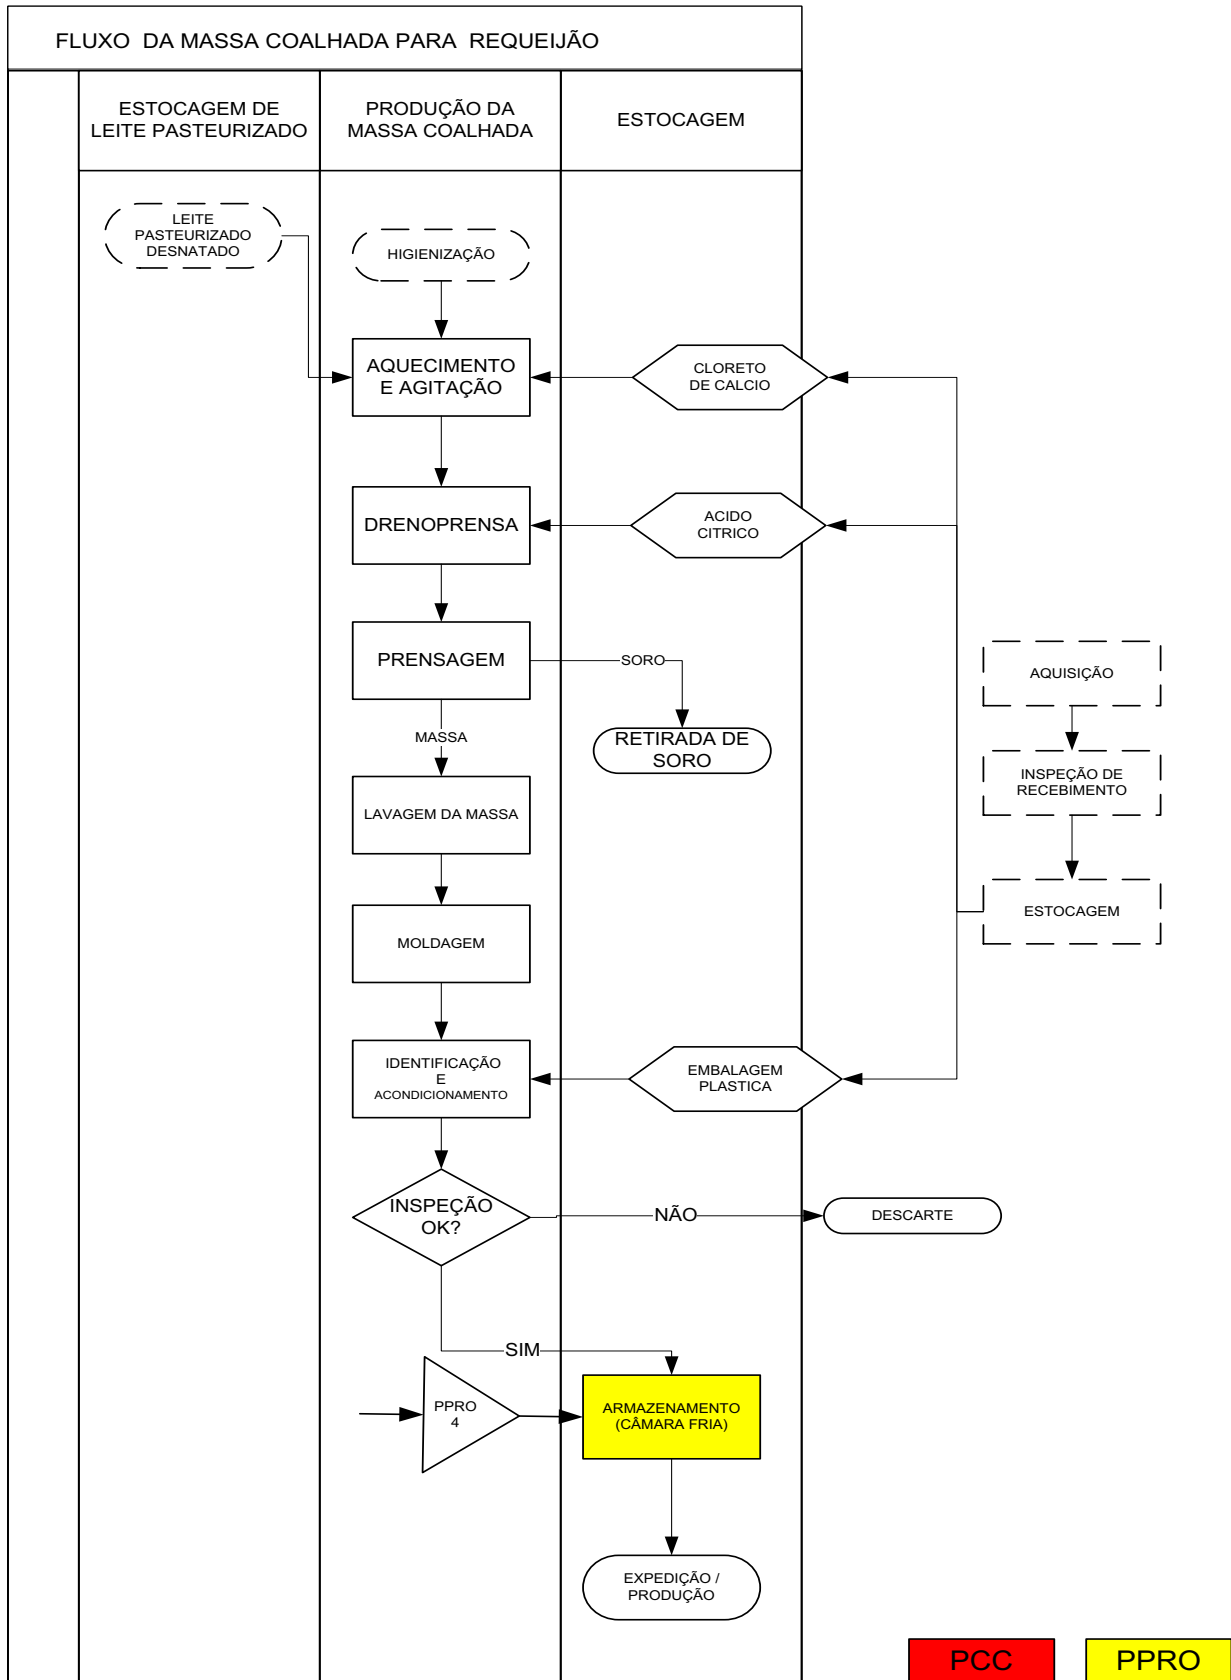 FLUXO DA MASSA COALHADA PARA REQUEIJÃO
ESTOCAGEM DE
LEITE PASTEURIZADO
PRODUÇÃO DA
MASSA COALHADA
ESTOCAGEM
LEITE
PASTEURIZADO
DESNATADO
HIGIENIZAÇÃO
AQUECIMENTO
E AGITAÇÃO
CLORETO
DE CALCIO
DRENOPRENSA
ACIDO
CITRICO
PRENSAGEM
SORO
AQUISIÇÃO
MASSA
RETIRADA DE
SORO
INSPEÇÃO DE
RECEBIMENTO
LAVAGEM DA MASSA
ESTOCAGEM
MOLDAGEM
IDENTIFICAÇÃO
E
ACONDICIONAMENTO
EMBALAGEM
PLASTICA
INSPEÇÃO
OK?
NÃO
DESCARTE
SIM
PPRO
4
ARMAZENAMENTO
(CÂMARA FRIA)
EXPEDIÇÃO /
PRODUÇÃO
PCC
PPRO